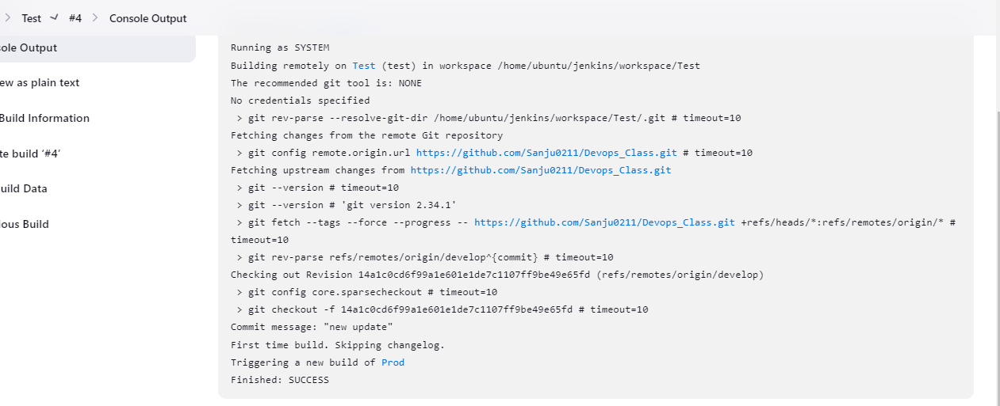 Test #4 Console Output
ole Output
ew as plain text
Build Information
te build ‘#4’
uild Data
ious Build
Running as SYSTEM
Building remotely on Test (test) in workspace /home/ubuntu/jenkins/workspace/Test
The recommended git tool is: NONE
No credentials specified
> git rev-parse --resolve-git-dir /home/ubuntu/jenkins/workspace/Test/.git # timeout=10
Fetching changes from the remote Git repository
> git config remote.origin.url https://github.com/Sanju0211/Devops_Class.git # timeout=10
Fetching upstream changes from https://github.com/Sanju0211/Devops_Class.git
> git --version # timeout=10
> git --version # 'git version 2.34.1'
> git fetch --tags --force --progress -- https://github.com/Sanju0211/Devops_Class.git +refs/heads/*:refs/remotes/origin/* #
timeout=10
> git rev-parse refs/remotes/origin/develop^{commit} # timeout=10
Checking out Revision 14a1c0cd6f99a1e601e1de7c1107ff9be49e65fd (refs/remotes/origin/develop)
> git config core.sparsecheckout # timeout=10
> git checkout -f 14a1c0cd6f99a1e601e1de7c1107ff9be49e65fd # timeout=10
Commit message: "new update"
First time build. Skipping changelog.
Triggering a new build of Prod
Finished: SUCCESS